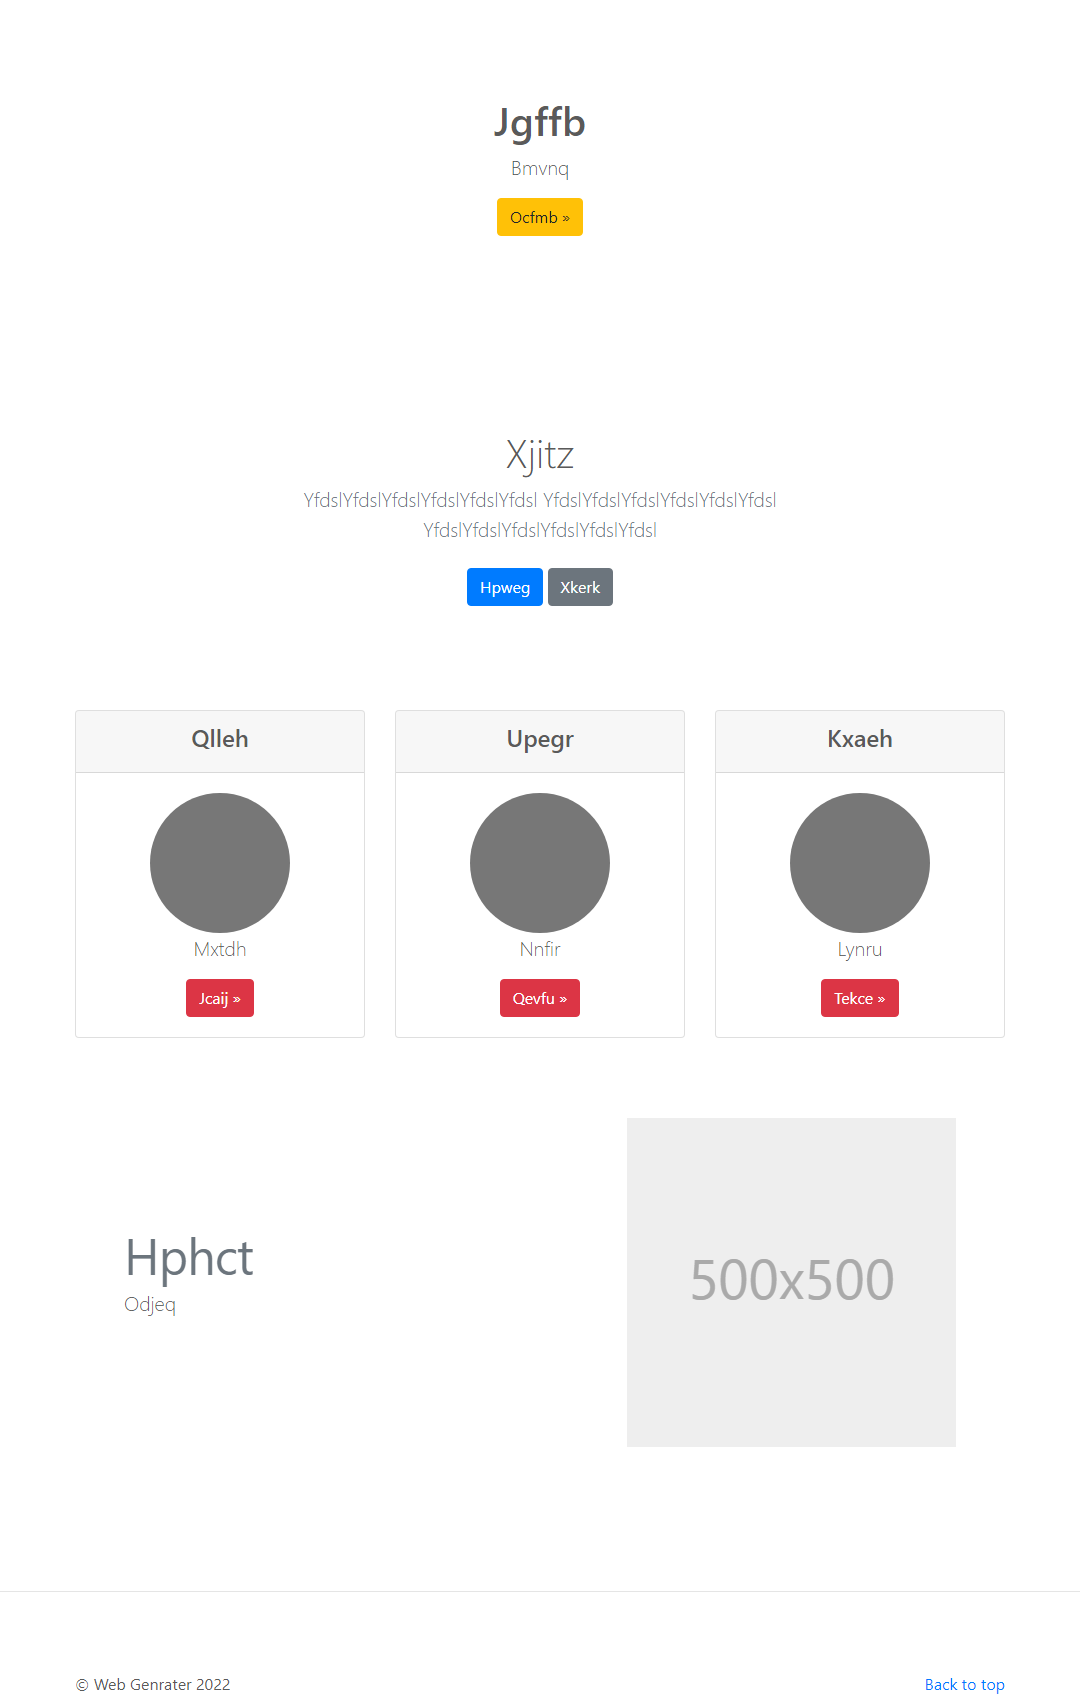 Jgffb
Bmvnq
Ocfmb »
Xjitz
YfdslYfdslYfdslYfdslYfdslYfdsl YfdslYfdslYfdslYfdslYfdslYfdsl
YfdslYfdslYfdslYfdslYfdslYfdsl
Hpweg Xkerk
Qlleh
Mxtdh
Jcaij »
Upegr
Nnfir
Qevfu »
Kxaeh
Lynru
Tekce »
Hphct
Odjeq
500x500
© Web Genrater 2022
Back to top